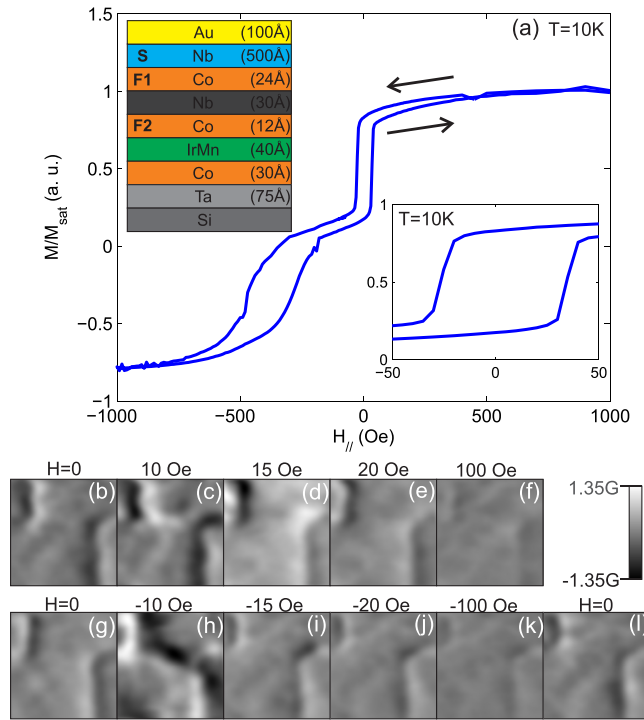 (a) T=10K
Au (100Å)
S Nb (500Å)
F1 Co (24Å)
Nb (30Å)
F2 Co (12Å)
IrMn (40Å)
Co (30Å)
Ta (75Å)
Si
M/M_sat (a. u.)
1.5
1
0.5
0
−0.5
−1
T=10K
1
0.5
0
−50 0 50
−1000 −500 0 500 1000
H_// (Oe)
H=0 10 Oe 15 Oe 20 Oe 100 Oe
(b) (c) (d) (e) (f)
1.35G
-1.35G
H=0 -10 Oe -15 Oe -20 Oe -100 Oe H=0
(g) (h) (i) (j) (k) (l)